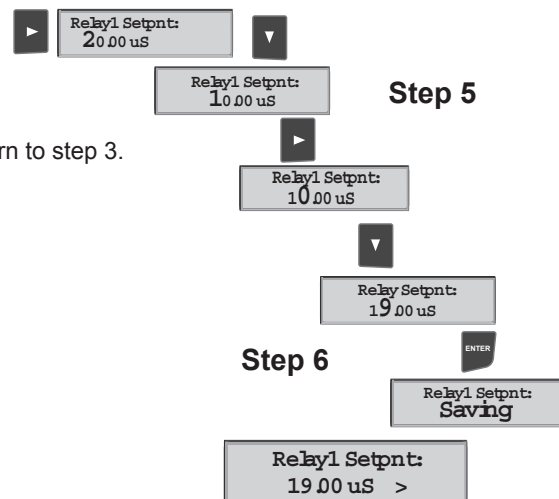 Relay1 Setpnt:
20.00 uS
Relay1 Setpnt:
10.00 uS
Step 5
rn to step 3.
Relay1 Setpnt:
10.00 uS
Relay Setpnt:
19.00 uS
Step 6
ENTER
Relay1 Setpnt:
Saving
Relay1 Setpnt:
19.00 uS >